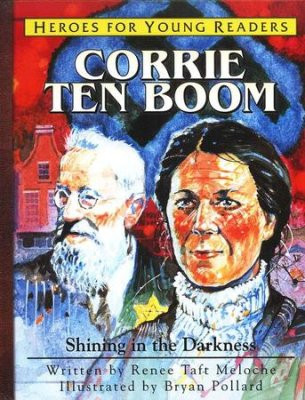 HEROES FOR YOUNG READERS
CORRIE
TEN BOOM
Shining in the Darkness
Written by Renee Taft Meloche
Illustrated by Bryan Pollard